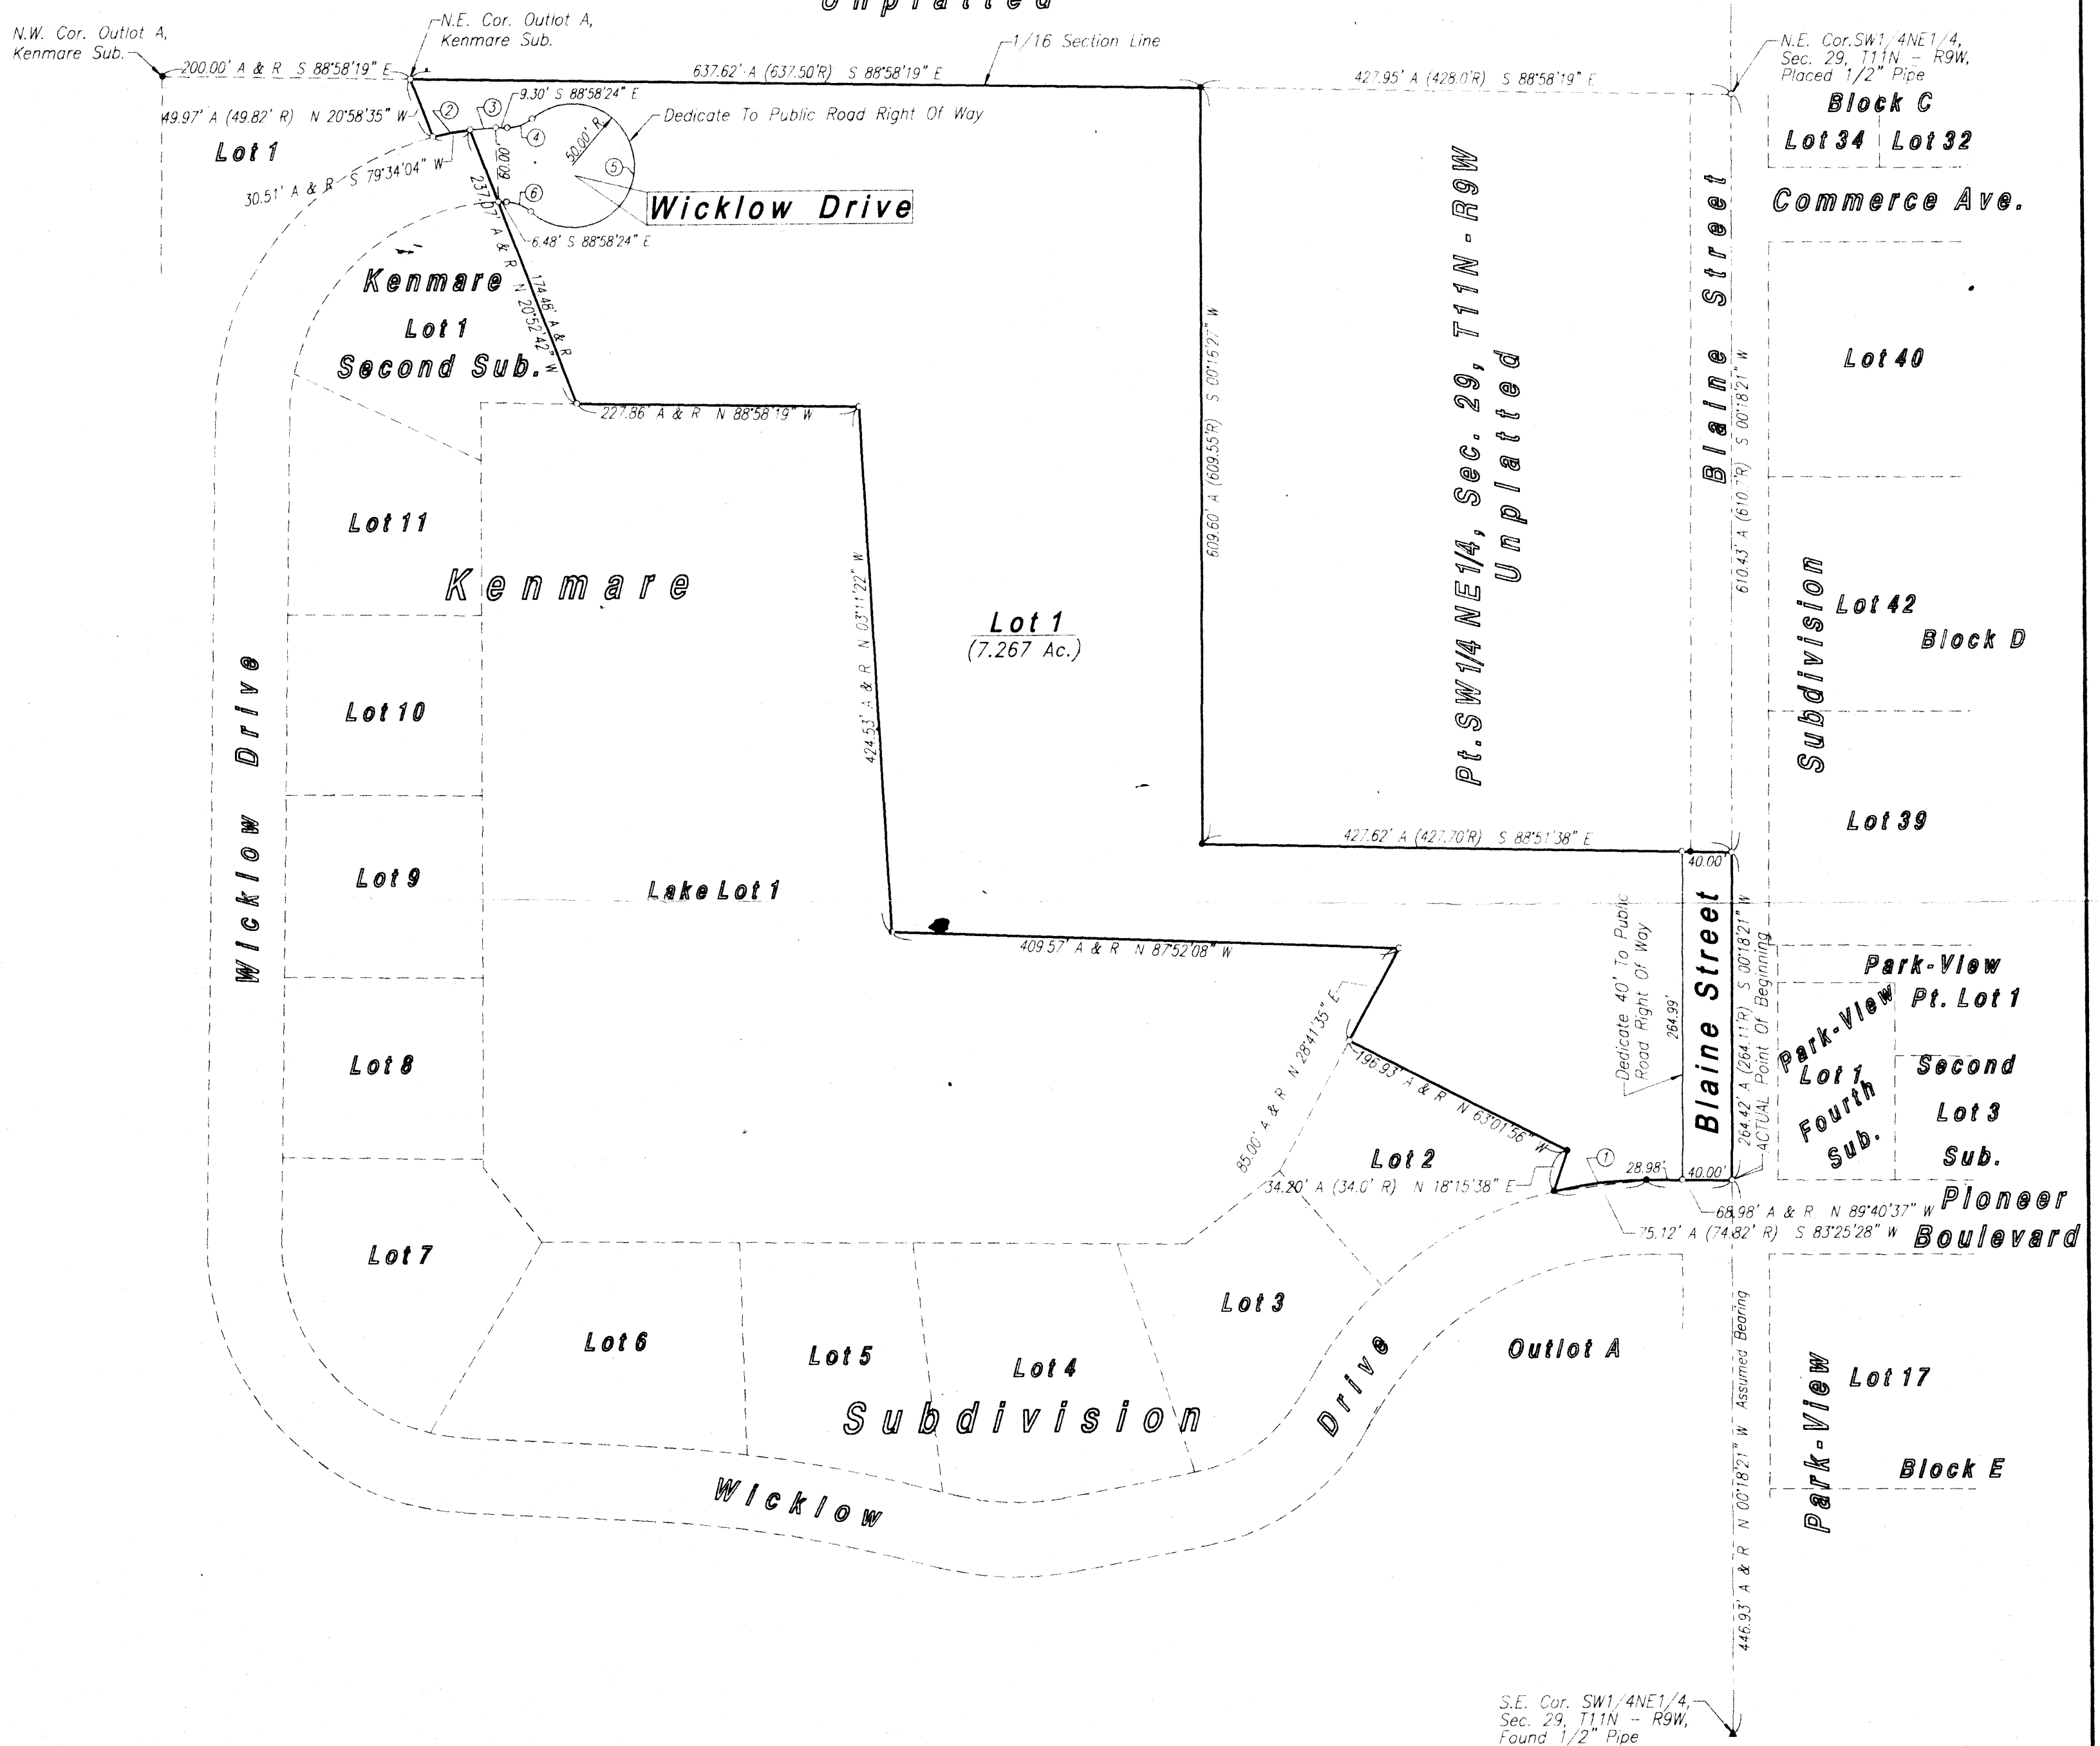 Unplatted
N.W. Cor. Outlot A,
Kenmare Sub.
N.E. Cor. Outlot A,
Kenmare Sub.
1/16 Section Line
N.E. Cor. SW1/4NE1/4,
Sec. 29, T11N - R9W,
Placed 1/2" Pipe
200.00' A & R S 88°58'19" E
637.62' A (637.50'R) S 88°58'19" E
427.95' A (428.0'R) S 88°58'19" E
49.97' A (49.82' R) N 20°58'35" W
2
3
9.30' S 88°58'24" E
4
Dedicate To Public Road Right Of Way
50.00' R.
5
6
60.00'
Lot 1
30.51' A & R S 79°34'04" W
Wicklow Drive
6.48' S 88°58'24" E
237.07' A & R N 20°52'42" W
174.48' A & R
Block C
Lot 34
Lot 32
Commerce Ave.
Kenmare
Lot 1
Second Sub.
227.86' A & R N 88°58'19" W
609.60' A (609.55'R) S 00°16'27" W
Pt. SW1/4NE1/4, Sec. 29, T11N - R9W
Unplatted
Blaine Street
610.43' A (610.7'R) S 00°18'21" W
Lot 40
Lot 42
Block D
Subdivision
Lot 39
Lot 11
Kenmare
424.53' A & R N 03°11'22" W
Lot 1
(7.267 Ac.)
Lot 10
Wicklow Drive
Lot 9
Lake Lot 1
427.62' A (427.70'R) S 88°51'38" E
40.00'
409.57' A & R N 87°52'08" W
Dedicate 40' To Public
Road Right Of Way
264.99'
Blaine Street
264.42' A (264.11'R) S 00°18'21" W
ACTUAL Point Of Beginning
Park-View
Pt. Lot 1
Park-View
Lot 1
Fourth
Sub.
Second
Lot 3
Sub.
Lot 8
85.00' A & R N 28°41'35" E
196.93' A & R N 63°01'56" W
Lot 2
34.20' A (34.0' R) N 18°15'38" E
1
28.98'
40.00'
68.98' A & R N 89°40'37" W
75.12' A (74.82' R) S 83°25'28" W
Pioneer
Boulevard
Lot 7
Lot 6
Lot 5
Lot 4
Lot 3
Outlot A
Subdivision
Wicklow
Drive
446.93' A & R N 00°18'21" W Assumed Bearing
Park-View
Lot 17
Block E
S.E. Cor. SW1/4NE1/4,
Sec. 29, T11N - R9W,
Found 1/2" Pipe